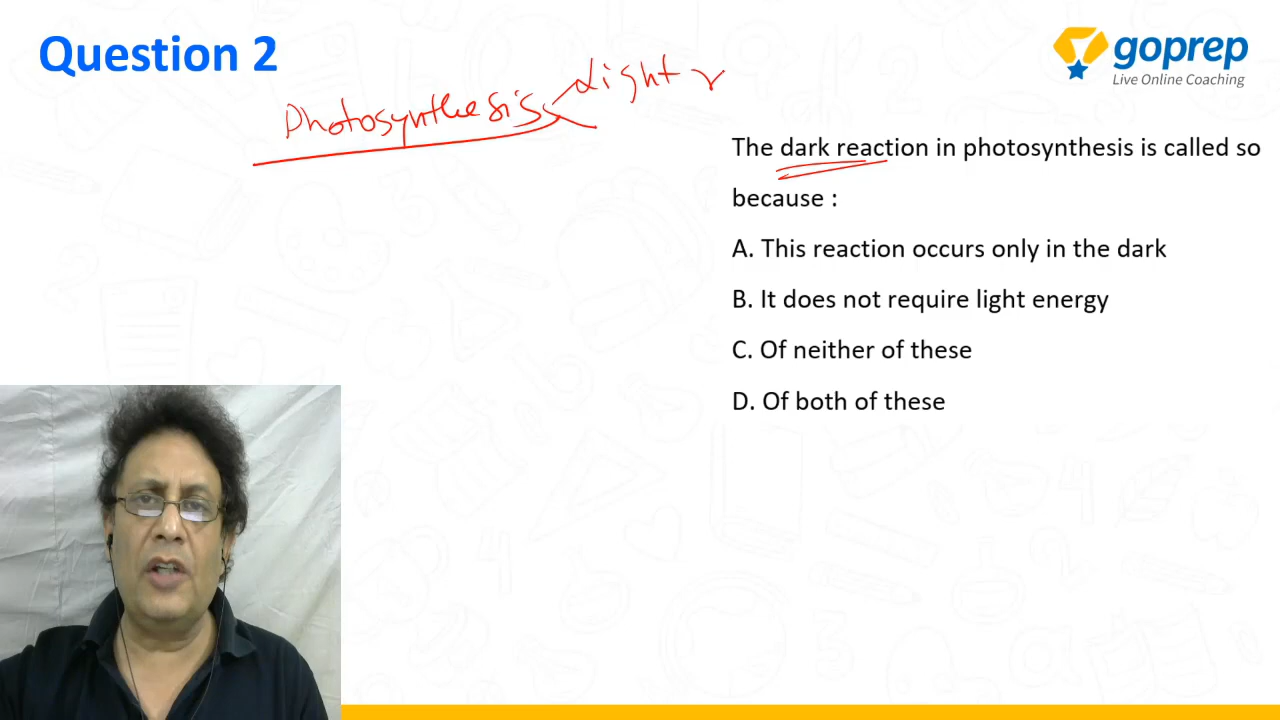 Question 2
goprep
Live Online Coaching
Photosynthesis Light r
The dark reaction in photosynthesis is called so
because :
A. This reaction occurs only in the dark
B. It does not require light energy
C. Of neither of these
D. Of both of these